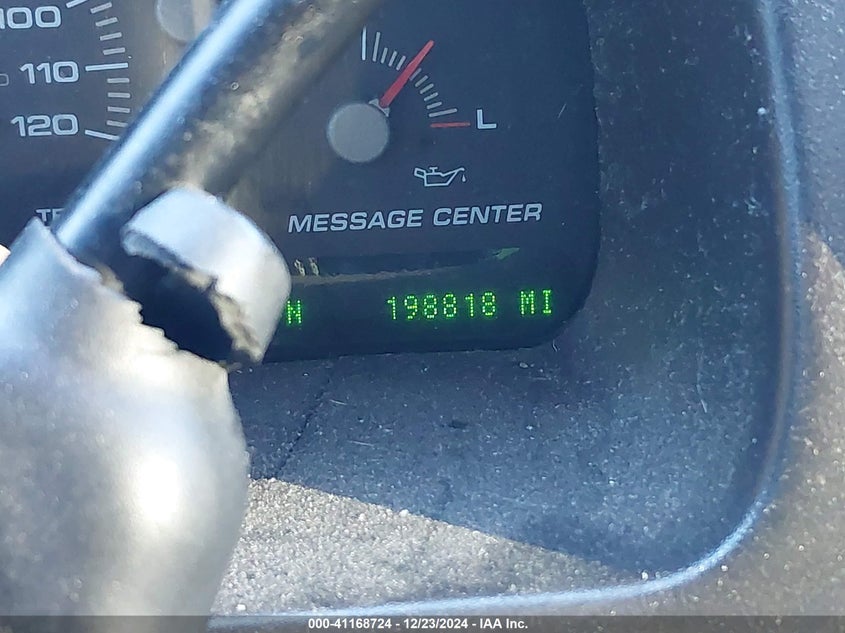 100
110
120
L
MESSAGE CENTER
N 198818 MI
000-41168724 - 12/23/2024 - IAA Inc.